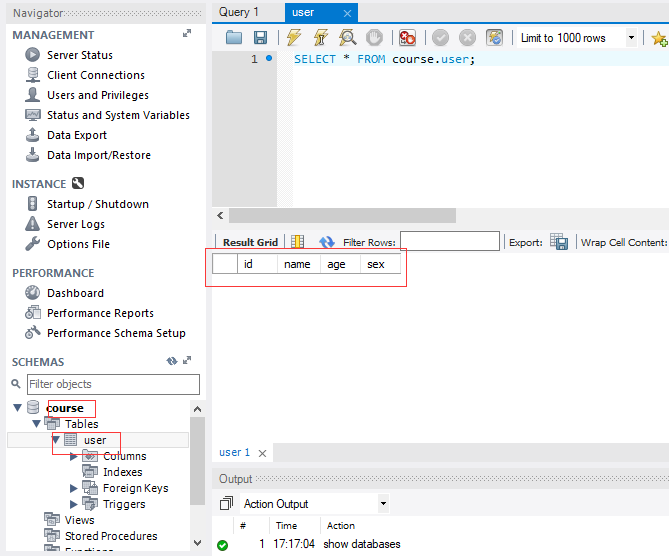 Navigator
MANAGEMENT
Server Status
Client Connections
Users and Privileges
Status and System Variables
Data Export
Data Import/Restore
INSTANCE
Startup / Shutdown
Server Logs
Options File
PERFORMANCE
Dashboard
Performance Reports
Performance Schema Setup
SCHEMAS
Filter objects
course
Tables
user
Columns
Indexes
Foreign Keys
Triggers
Views
Stored Procedures
Functions
Query 1 user
Limit to 1000 rows
1 SELECT * FROM course.user;
Result Grid Filter Rows: Export: Wrap Cell Content:
id name age sex
user 1
Output
Action Output
# Time Action
1 17:17:04 show databases